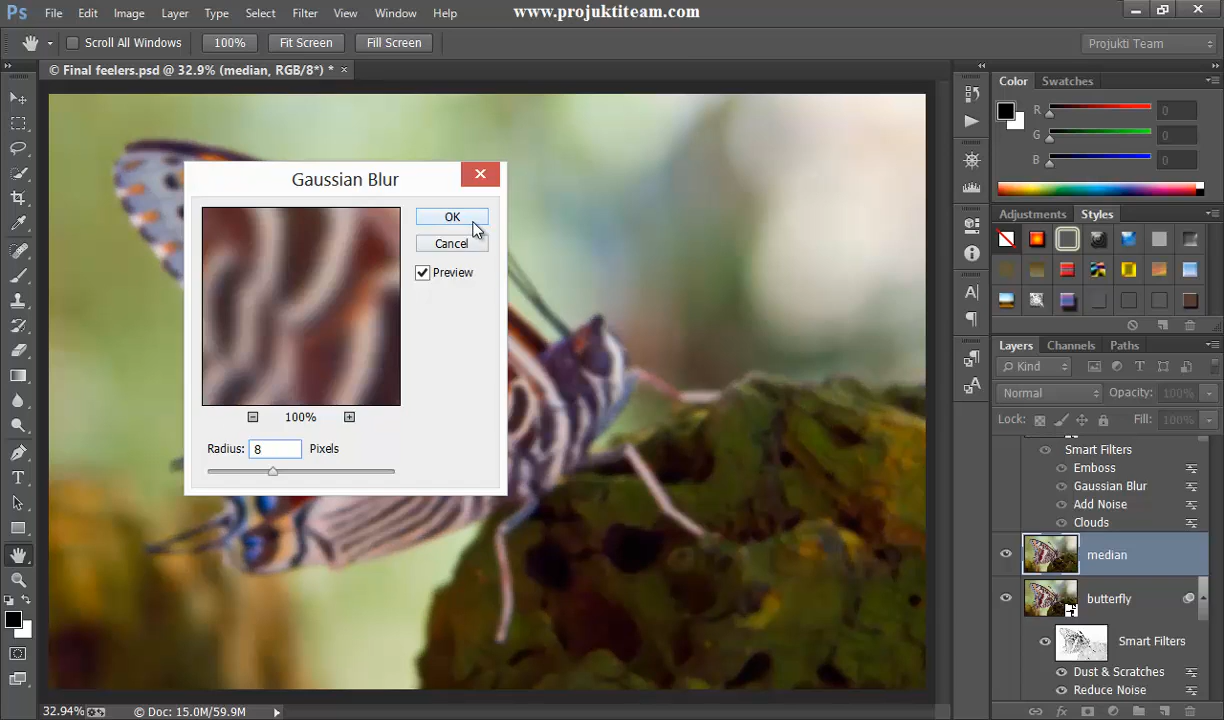 Ps File Edit Image Layer Type Select Filter View Window Help www.projuktiteam.com
Scroll All Windows 100% Fit Screen Fill Screen Projukti Team
© Final feelers.psd @ 32.9% (median, RGB/8*) * ×
Color Swatches
R 0
G 0
B 0
Adjustments Styles
Gaussian Blur
OK
Cancel
Preview
100%
Radius: 8 Pixels
Layers Channels Paths
Kind
Normal Opacity: 100%
Lock: Fill: 100%
Smart Filters
Emboss
Gaussian Blur
Add Noise
Clouds
median
butterfly
Smart Filters
Dust & Scratches
Reduce Noise
32.94% © Doc: 15.0M/59.9M